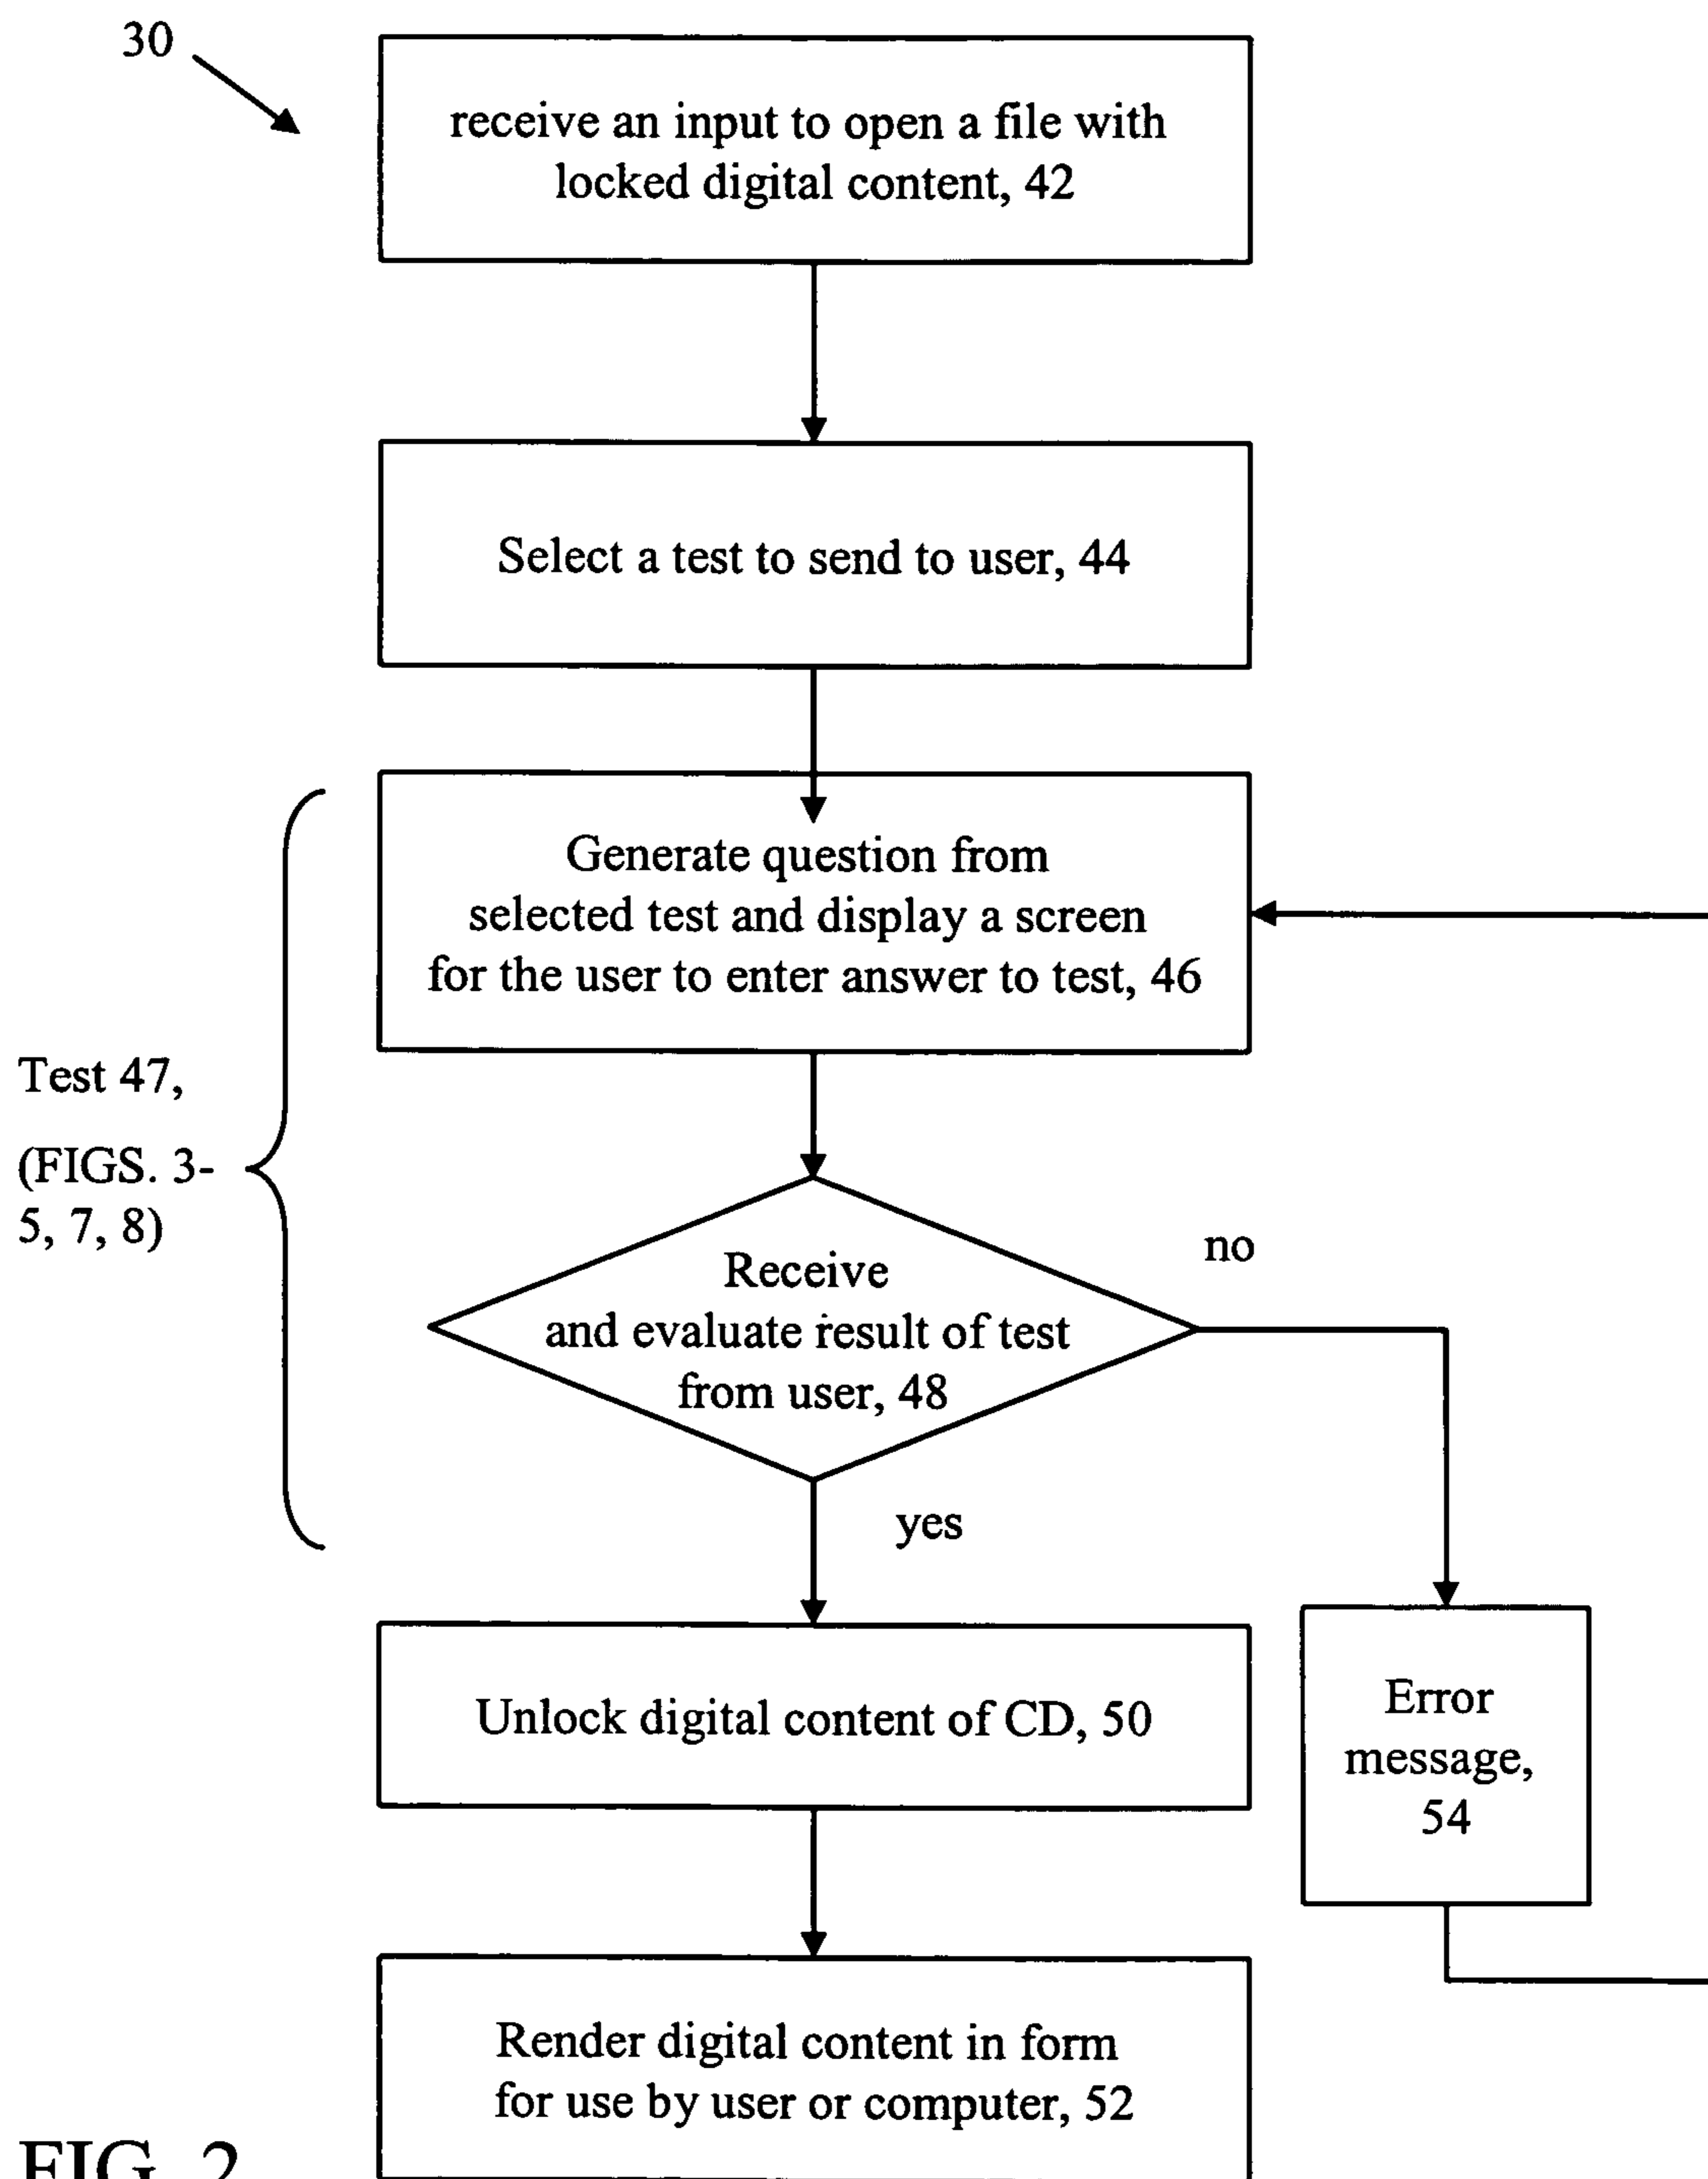 30
receive an input to open a file with
locked digital content, 42
Select a test to send to user, 44
Generate question from
selected test and display a screen
for the user to enter answer to test, 46
Test 47,
(FIGS. 3-
5, 7, 8)
Receive
and evaluate result of test
from user, 48
no
yes
Unlock digital content of CD, 50
Error
message,
54
Render digital content in form
for use by user or computer, 52
FIG. 2